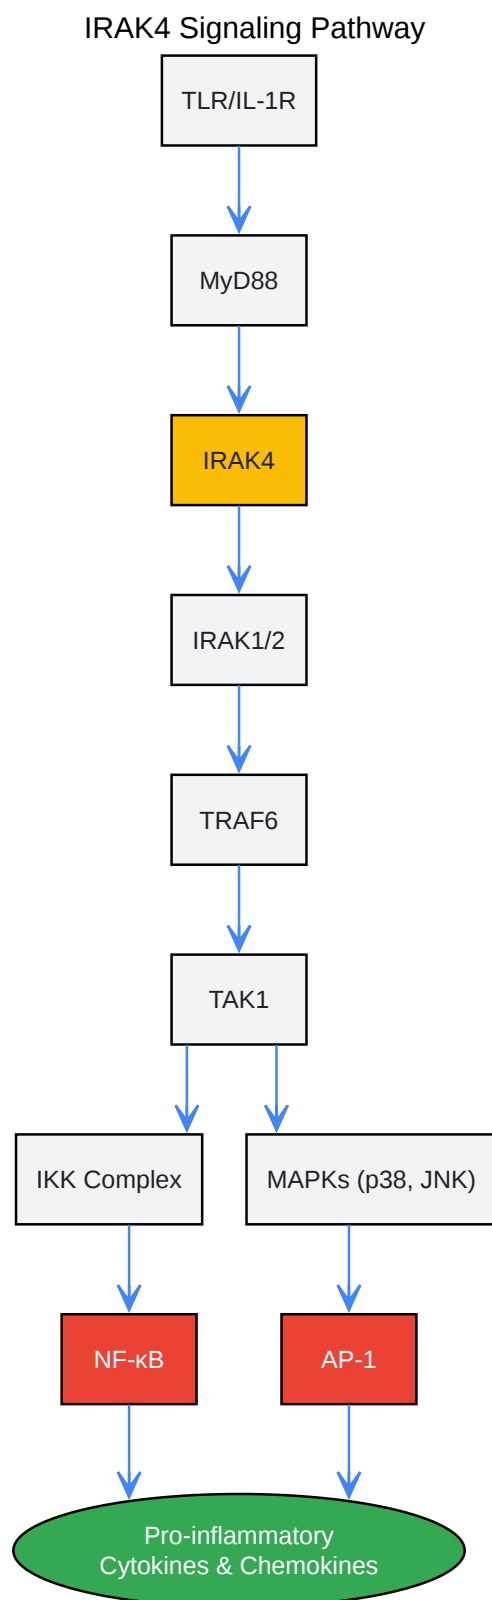 IRAK4 Signaling Pathway
TLR/IL-1R
MyD88
IRAK4
IRAK1/2
TRAF6
TAK1
IKK Complex
MAPKs (p38, JNK)
NF-κB
AP-1
Pro-inflammatory
Cytokines & Chemokines